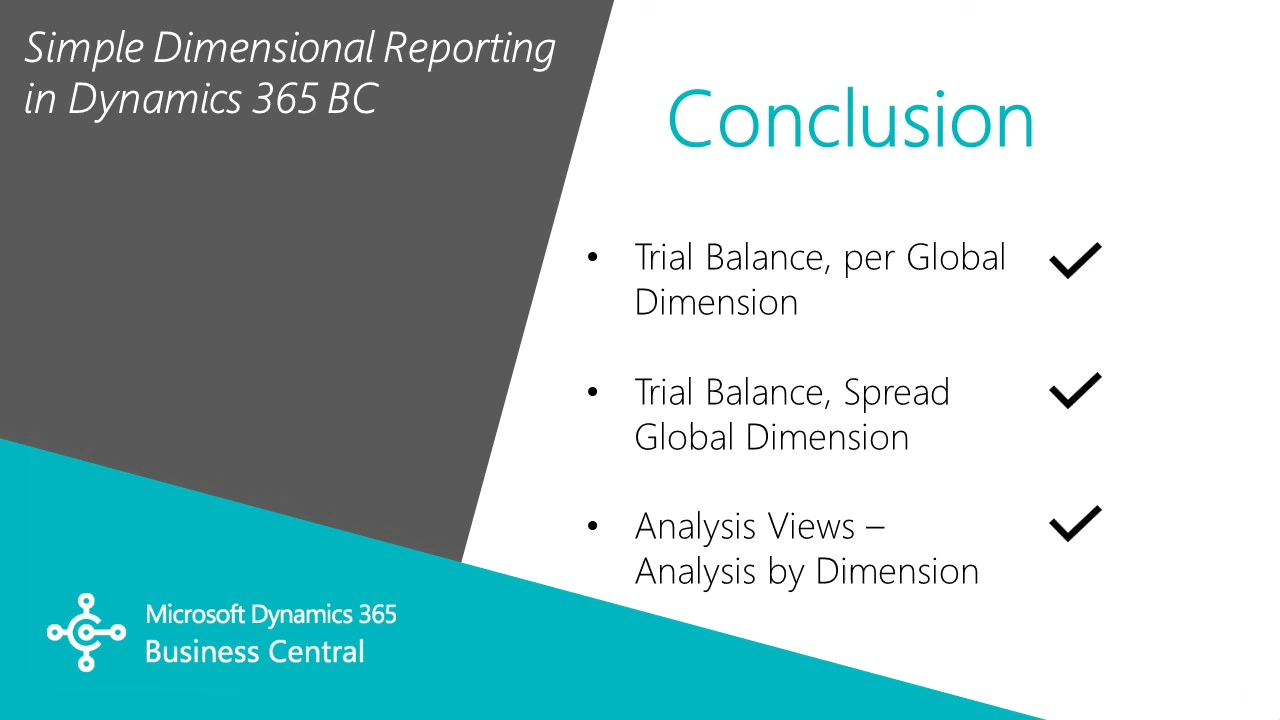 Simple Dimensional Reporting
in Dynamics 365 BC
Conclusion
• Trial Balance, per Global
Dimension
• Trial Balance, Spread
Global Dimension
• Analysis Views –
Analysis by Dimension
Microsoft Dynamics 365
Business Central